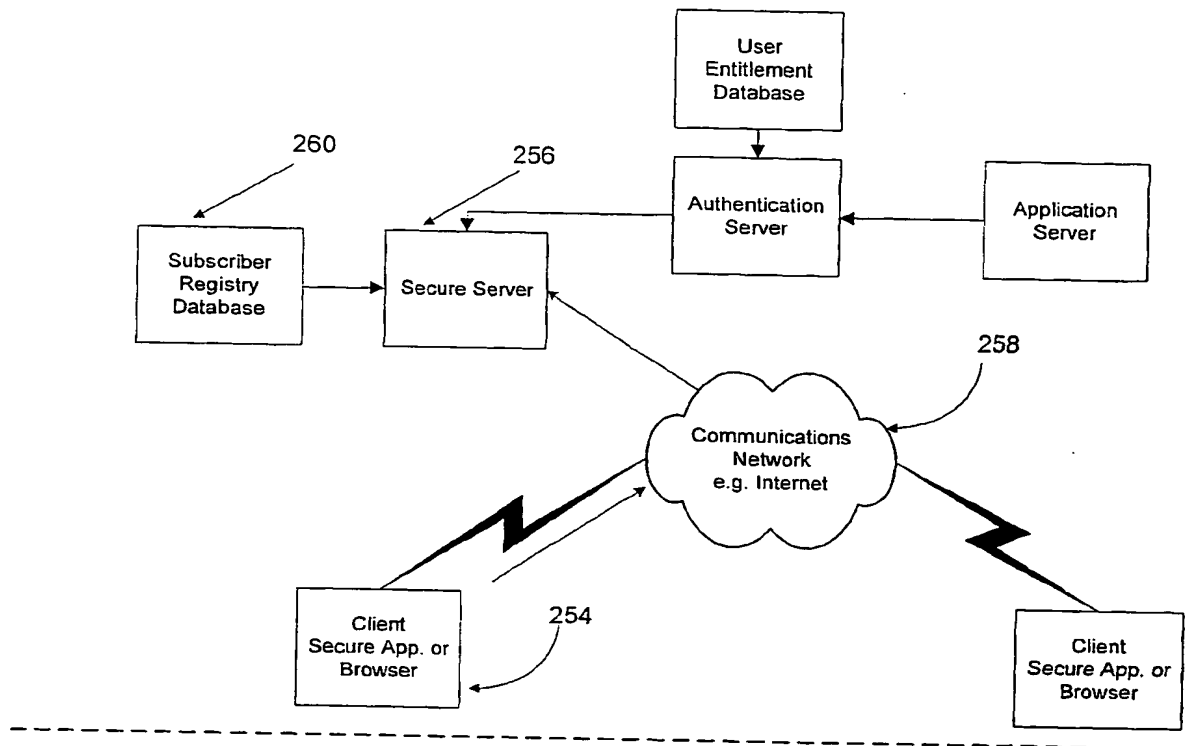 User
Entitlement
Database
260
256
Authentication
Server
Application
Server
Subscriber
Registry
Database
Secure Server
258
Communications
Network
e.g. Internet
254
Client
Secure App. or
Browser
Client
Secure App. or
Browser